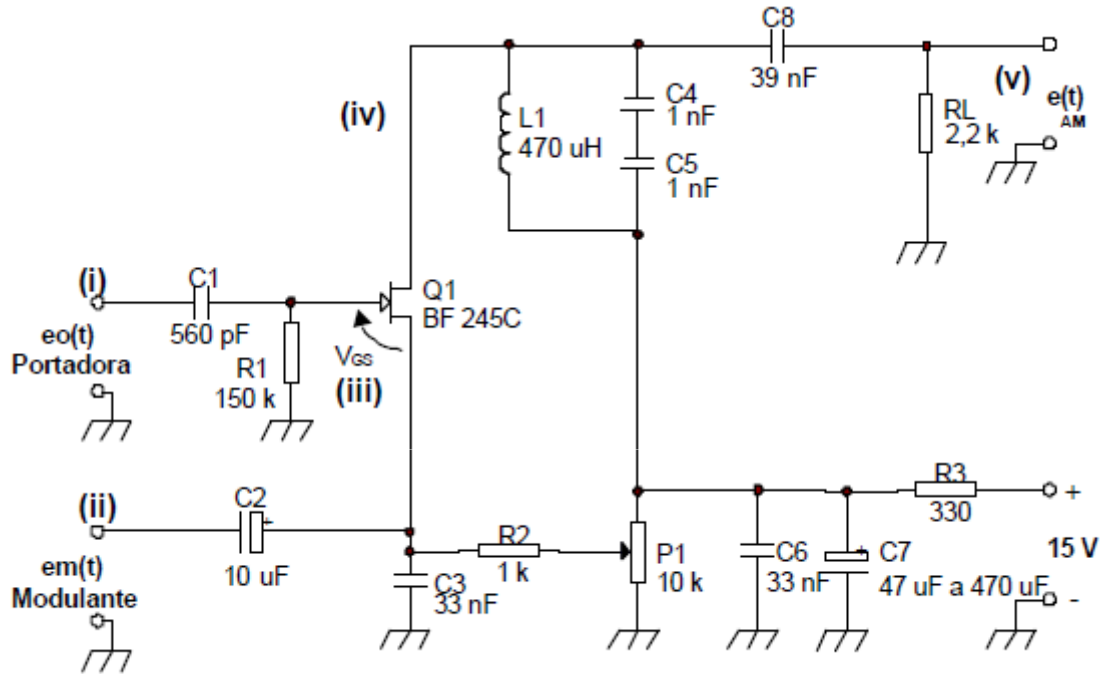 C8
39 nF
(v)
e(t)
AM
RL
2,2 k
(iv)
L1
470 uH
C4
1 nF
C5
1 nF
(i)
C1
560 pF
eo(t)
Portadora
R1
150 k
VGS
(iii)
Q1
BF 245C
(ii)
em(t)
Modulante
C2
+
10 uF
R2
1 k
C3
33 nF
P1
10 k
C6
33 nF
+
C7
47 uF a 470 uF
R3
330
+
15 V
-